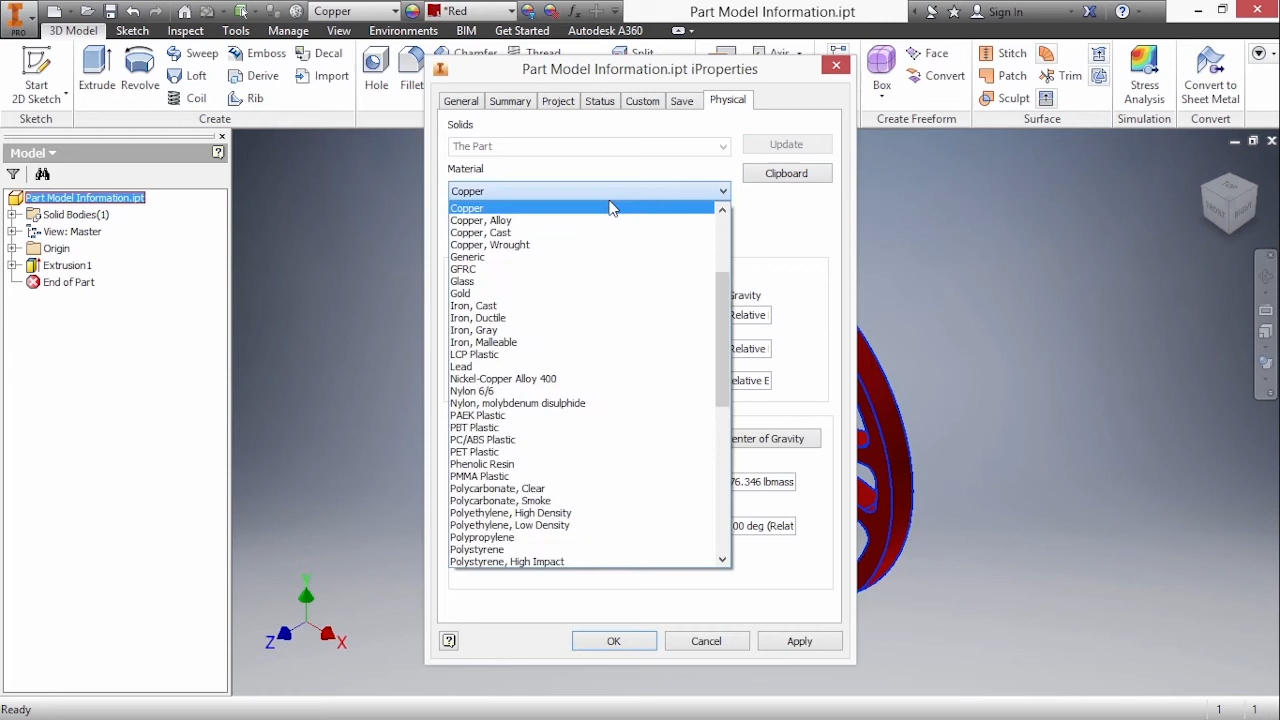 PRO
Copper
*Red
Part Model Information.ipt
Sign In
3D Model
Sketch
Inspect
Tools
Manage
View
Environments
BIM
Get Started
Autodesk A360
Start
2D Sketch
Extrude
Revolve
Sweep
Loft
Coil
Emboss
Derive
Rib
Decal
Import
Hole
Fillet
Chamfer
Thread
Split
Axis
Box
Face
Convert
Stitch
Patch
Sculpt
Trim
Stress
Analysis
Convert to
Sheet Metal
Sketch
Create
Create Freeform
Surface
Simulation
Convert
Model
Part Model Information.ipt
Solid Bodies(1)
View: Master
Origin
Extrusion1
End of Part
Part Model Information.ipt iProperties
General
Summary
Project
Status
Custom
Save
Physical
Solids
The Part
Update
Material
Clipboard
Copper
Copper
Copper, Alloy
Copper, Cast
Copper, Wrought
Generic
GFRC
Glass
Gold
Iron, Cast
Iron, Ductile
Iron, Gray
Iron, Malleable
LCP Plastic
Lead
Nickel-Copper Alloy 400
Nylon 6/6
Nylon, molybdenum disulphide
PAEK Plastic
PBT Plastic
PC/ABS Plastic
PET Plastic
Phenolic Resin
PMMA Plastic
Polycarbonate, Clear
Polycarbonate, Smoke
Polyethylene, High Density
Polyethylene, Low Density
Polypropylene
Polystyrene
Polystyrene, High Impact
Gravity
Relative
Relative
elative E
enter of Gravity
76.346 lbmass
00 deg (Relat
OK
Cancel
Apply
TOP
FRONT
RIGHT
Y
Z
X
Ready
1
1